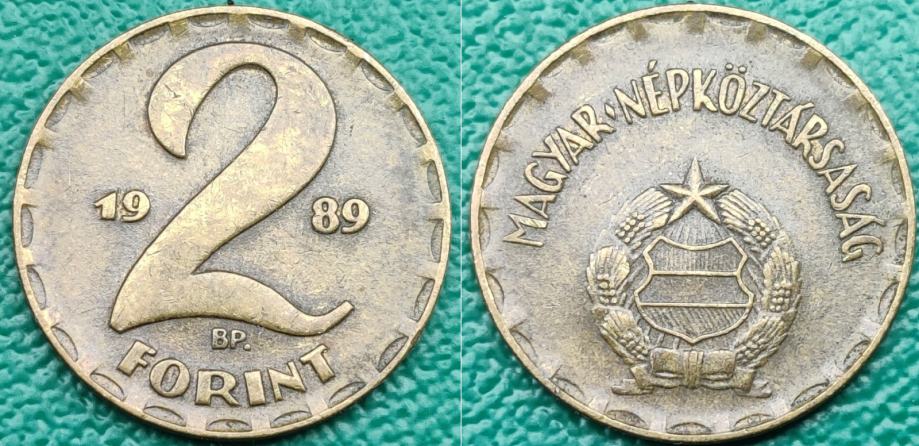 2
19 89
BP.
FORINT
MAGYAR·NÉPKÖZTÁRSASÁG